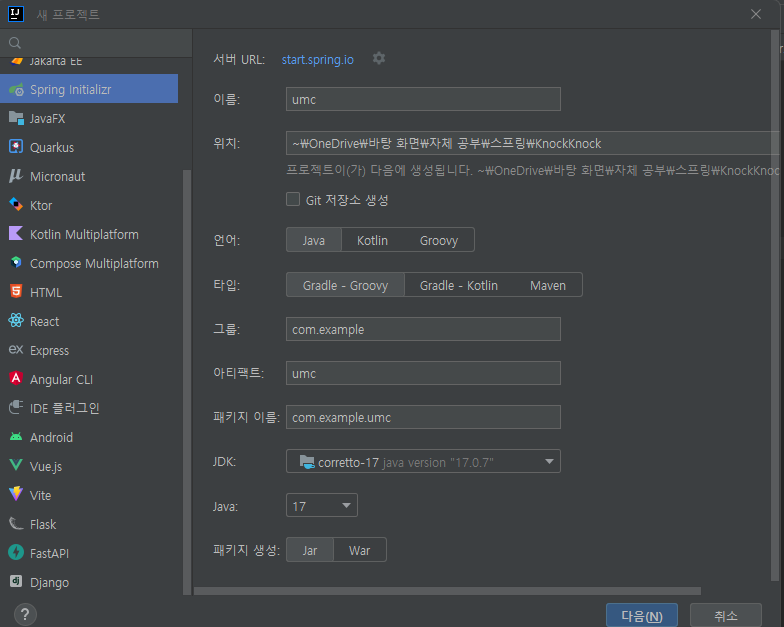 새 프로젝트
Jakarta EE
Spring Initializr
JavaFX
Quarkus
Micronaut
Ktor
Kotlin Multiplatform
Compose Multiplatform
HTML
React
Express
Angular CLI
IDE 플러그인
Android
Vue.js
Vite
Flask
FastAPI
Django
서버 URL: start.spring.io
이름: umc
위치: ~₩OneDrive₩바탕 화면₩자체 공부₩스프링₩KnockKnock
프로젝트이(가) 다음에 생성됩니다. ~₩OneDrive₩바탕 화면₩자체 공부₩스프링₩KnockKnoc
Git 저장소 생성
언어: Java Kotlin Groovy
타입: Gradle - Groovy Gradle - Kotlin Maven
그룹: com.example
아티팩트: umc
패키지 이름: com.example.umc
JDK: corretto-17 java version "17.0.7"
Java: 17
패키지 생성: Jar War
? 다음(N) 취소